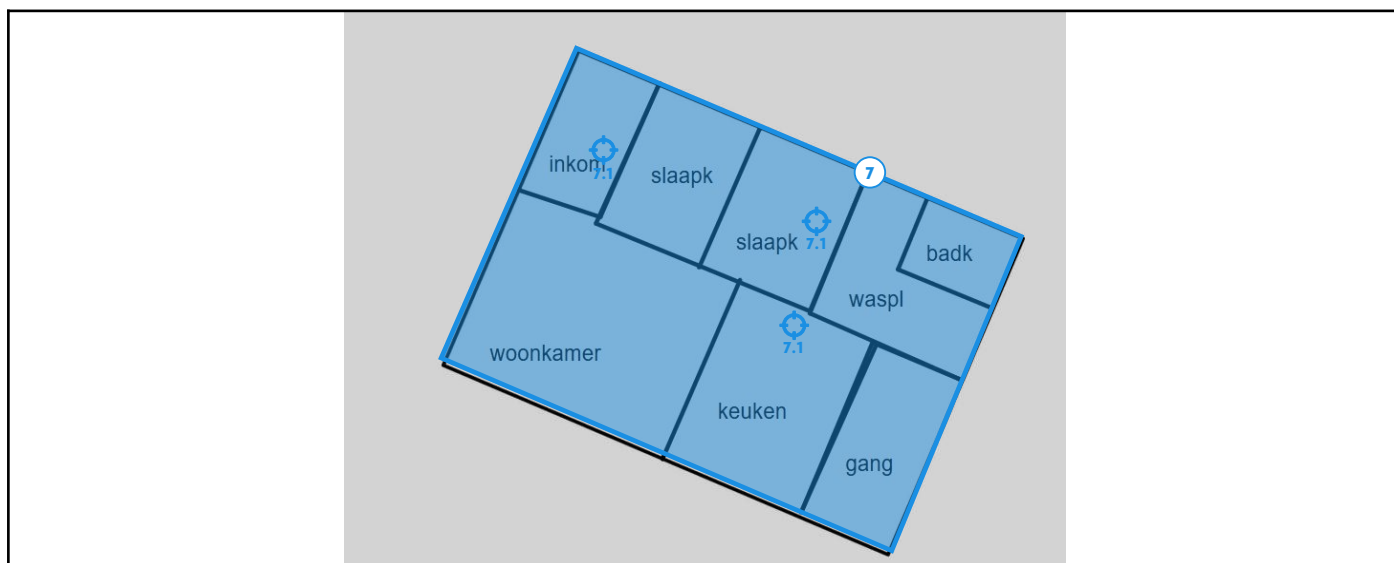 7
inkom
7.1
slaapk
slaapk
7.1
badk
waspl
7.1
woonkamer
keuken
gang